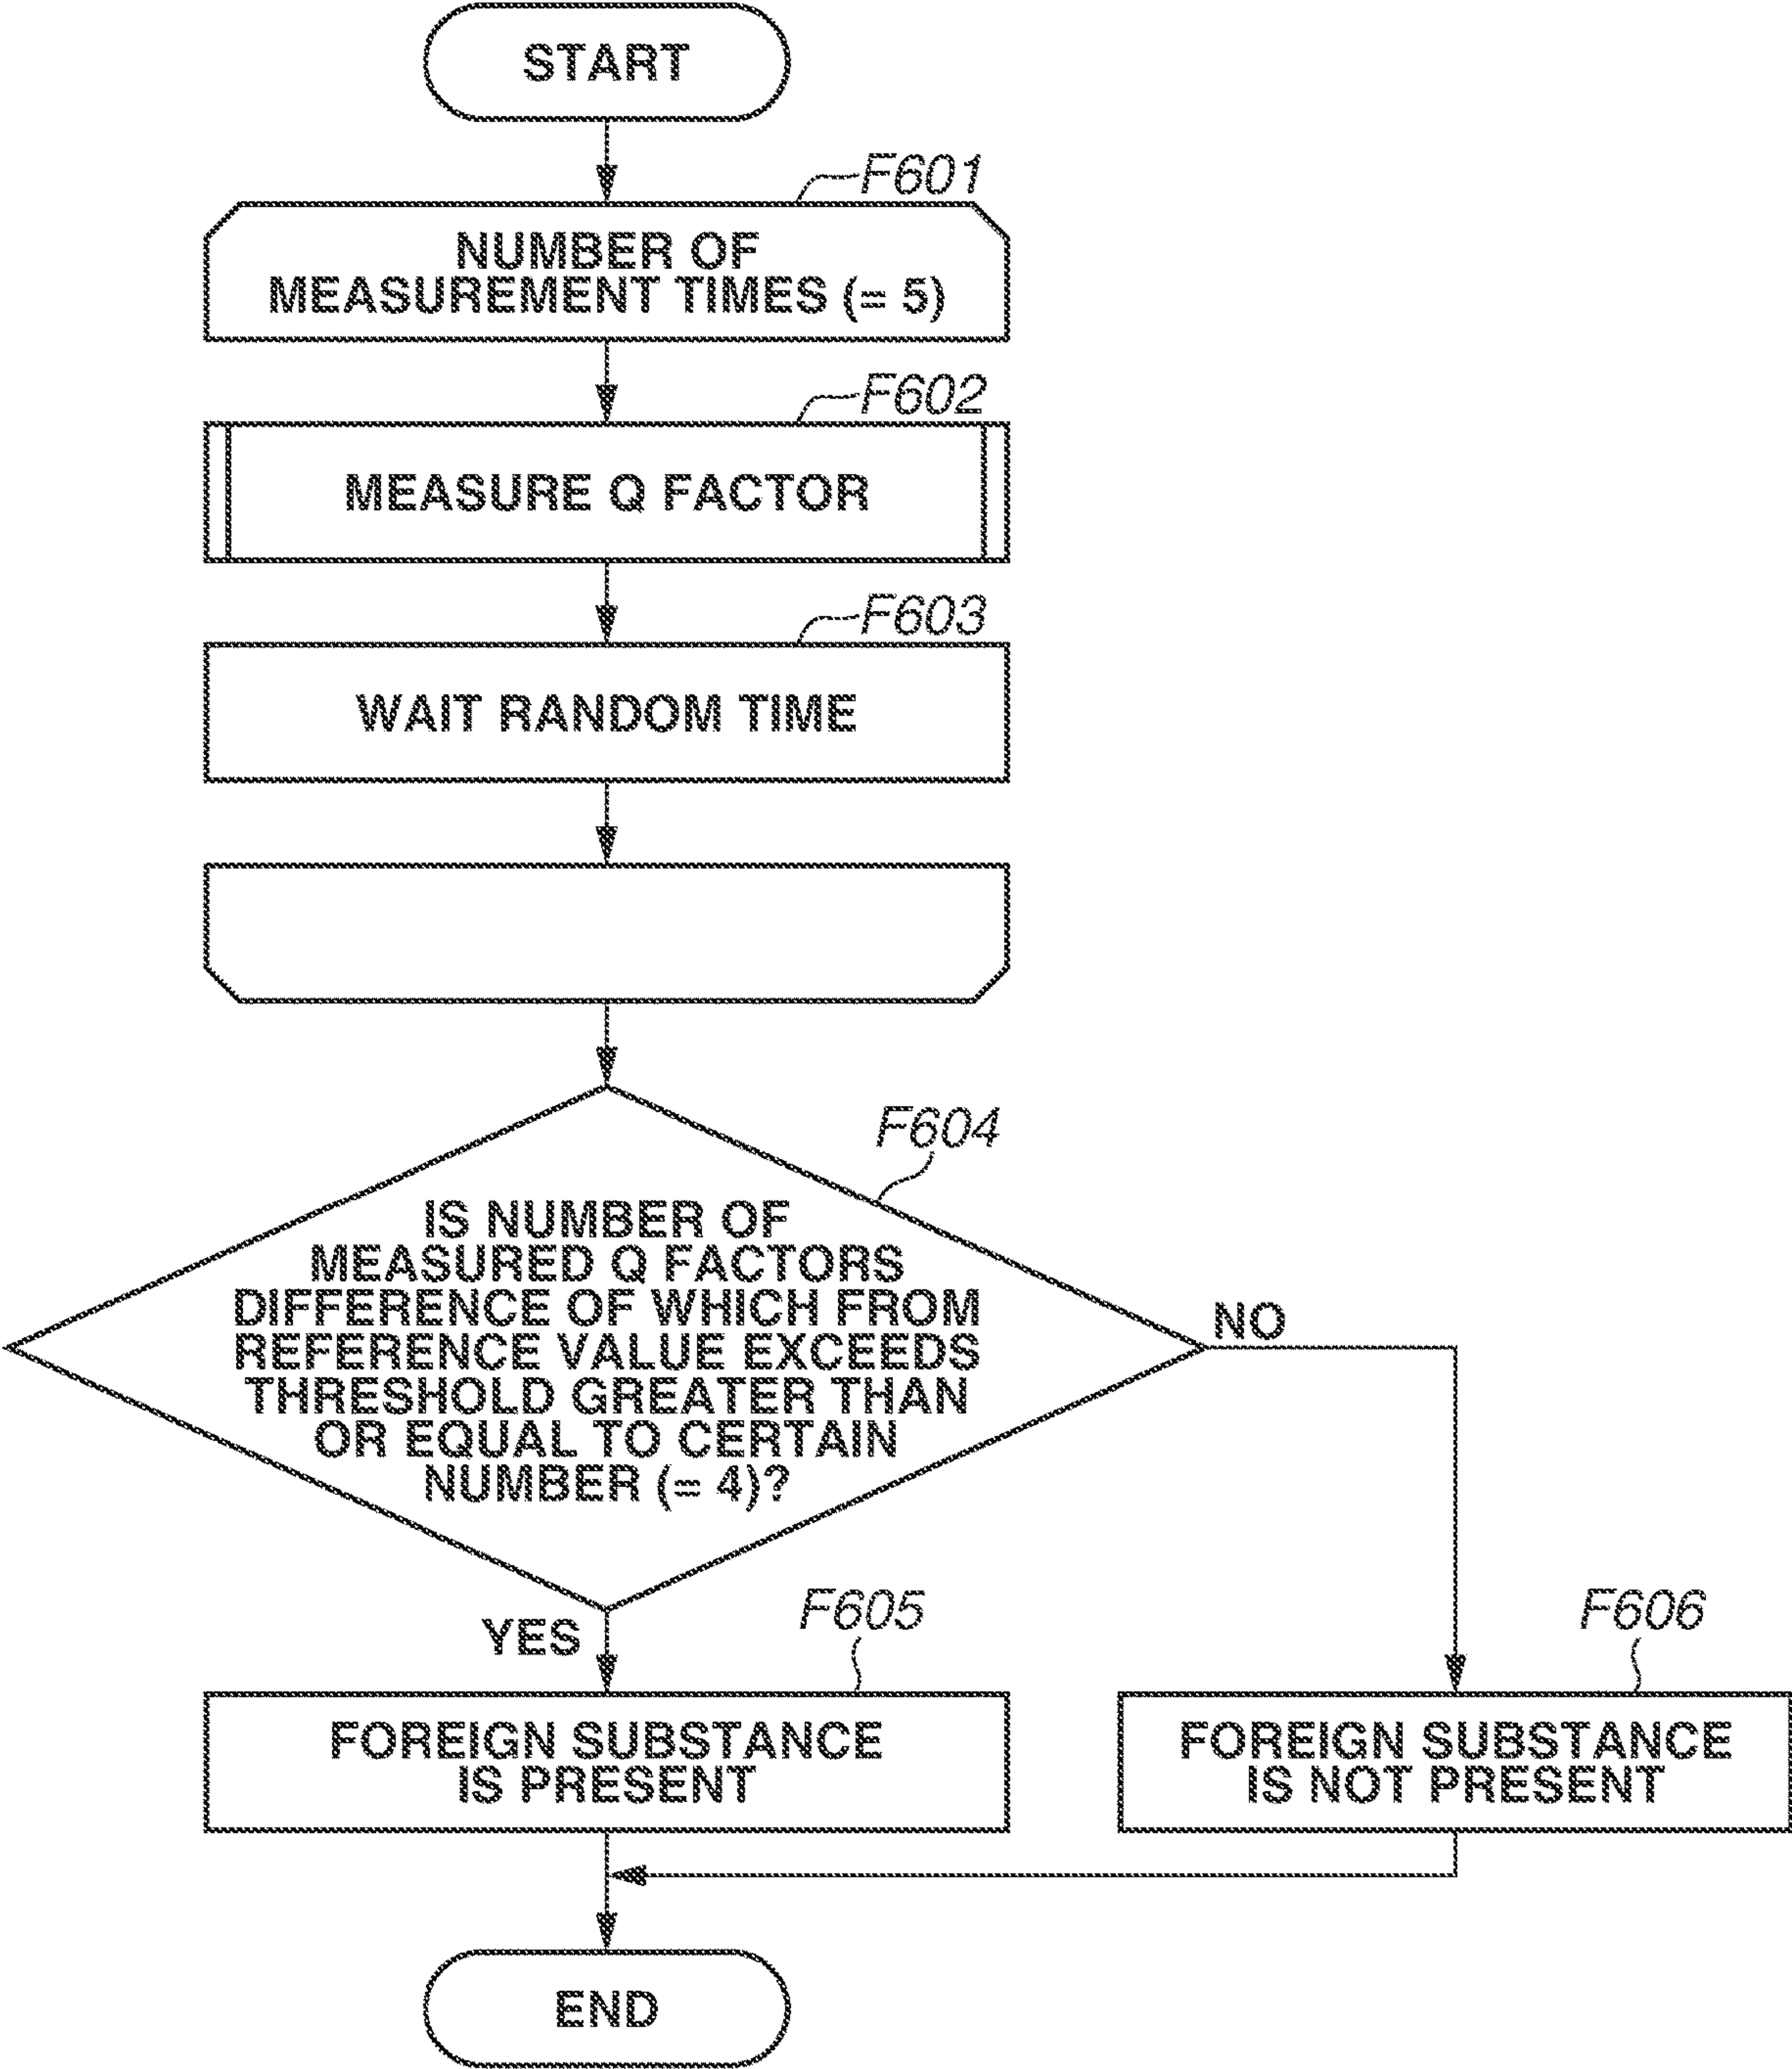 START
F601
NUMBER OF
MEASUREMENT TIMES (= 5)
F602
MEASURE Q FACTOR
F603
WAIT RANDOM TIME
F604
IS NUMBER OF
MEASURED Q FACTORS
DIFFERENCE OF WHICH FROM
REFERENCE VALUE EXCEEDS
THRESHOLD GREATER THAN
OR EQUAL TO CERTAIN
NUMBER (= 4)?
NO
YES
F605
FOREIGN SUBSTANCE
IS PRESENT
F606
FOREIGN SUBSTANCE
IS NOT PRESENT
END